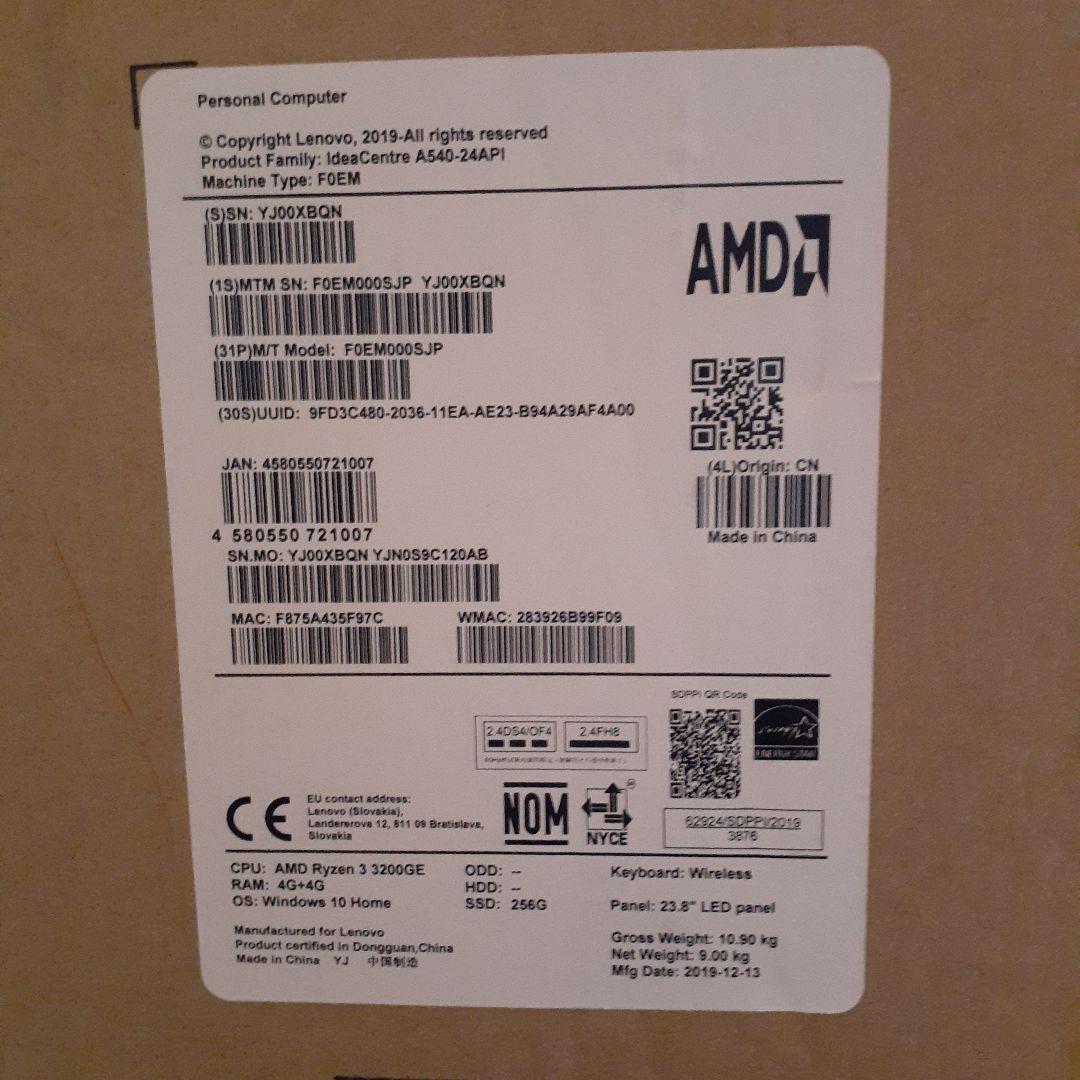 Personal Computer
© Copyright Lenovo, 2019-All rights reserved
Product Family: IdeaCentre A540-24API
Machine Type: F0EM
(S)SN: YJ00XBQN
AMD
(1S)MTM SN: F0EM000SJP YJ00XBQN
(31P)M/T Model: F0EM000SJP
(30S)UUID: 9FD3C480-2036-11EA-AE23-B94A29AF4A00
JAN: 4580550721007
(4L)Origin: CN
4 580550 721007
Made in China
SN.MO: YJ00XBQN YJN0S9C120AB
MAC: F875A435F97C WMAC: 283926B99F09
SDPPI QR Code
2.4DS4/OF4 2.4FH8
ENERGY STAR
EU contact address:
Lenovo (Slovakia),
Landererova 12, 811 09 Bratislava,
Slovakia
CE
NOM
NYCE
62924/SDPPI/2019
3876
CPU: AMD Ryzen 3 3200GE ODD: -- Keyboard: Wireless
RAM: 4G+4G HDD: --
OS: Windows 10 Home SSD: 256G Panel: 23.8" LED panel
Manufactured for Lenovo Gross Weight: 10.90 kg
Product certified in Dongguan,China Net Weight: 9.00 kg
Made in China YJ 中国制造 Mfg Date: 2019-12-13